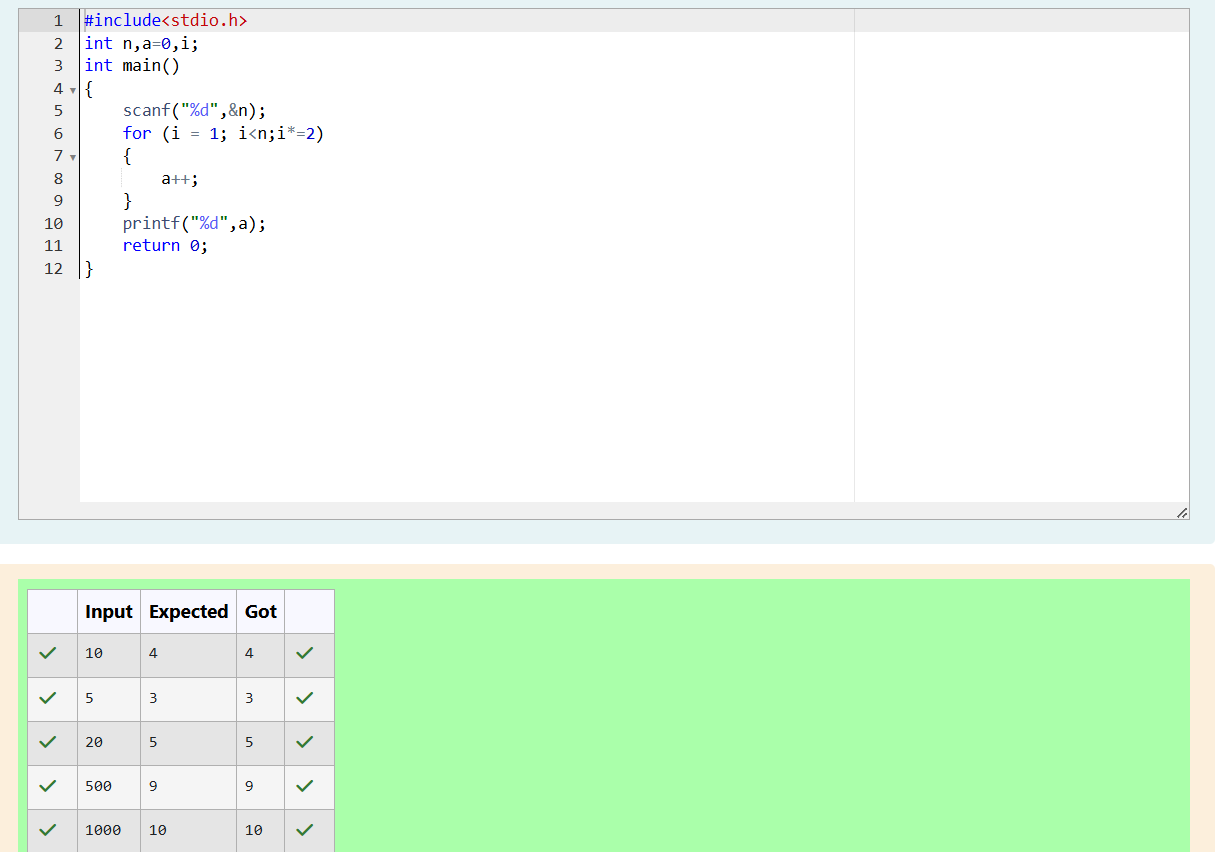 1 #include<stdio.h>
2 int n,a=0,i;
3 int main()
4 {
5     scanf("%d",&n);
6     for (i = 1; i<n;i*=2)
7     {
8         a++;
9     }
10     printf("%d",a);
11     return 0;
12 }
Input Expected Got
10 4 4
5 3 3
20 5 5
500 9 9
1000 10 10